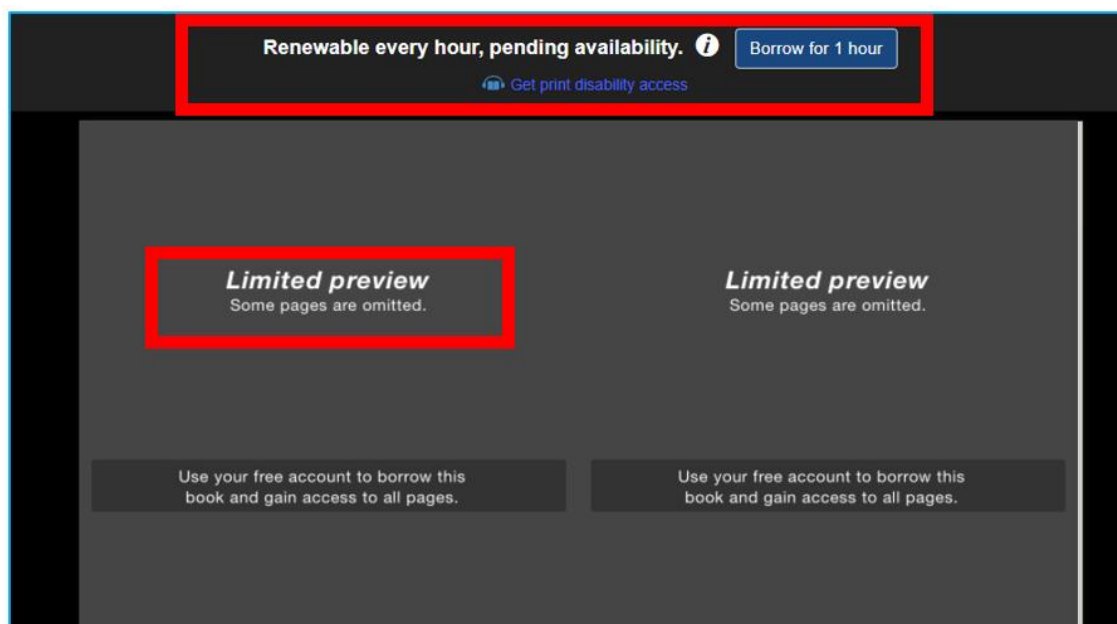 Renewable every hour, pending availability. i Borrow for 1 hour
Get print disability access
Limited preview
Some pages are omitted.
Use your free account to borrow this
book and gain access to all pages.
Limited preview
Some pages are omitted.
Use your free account to borrow this
book and gain access to all pages.